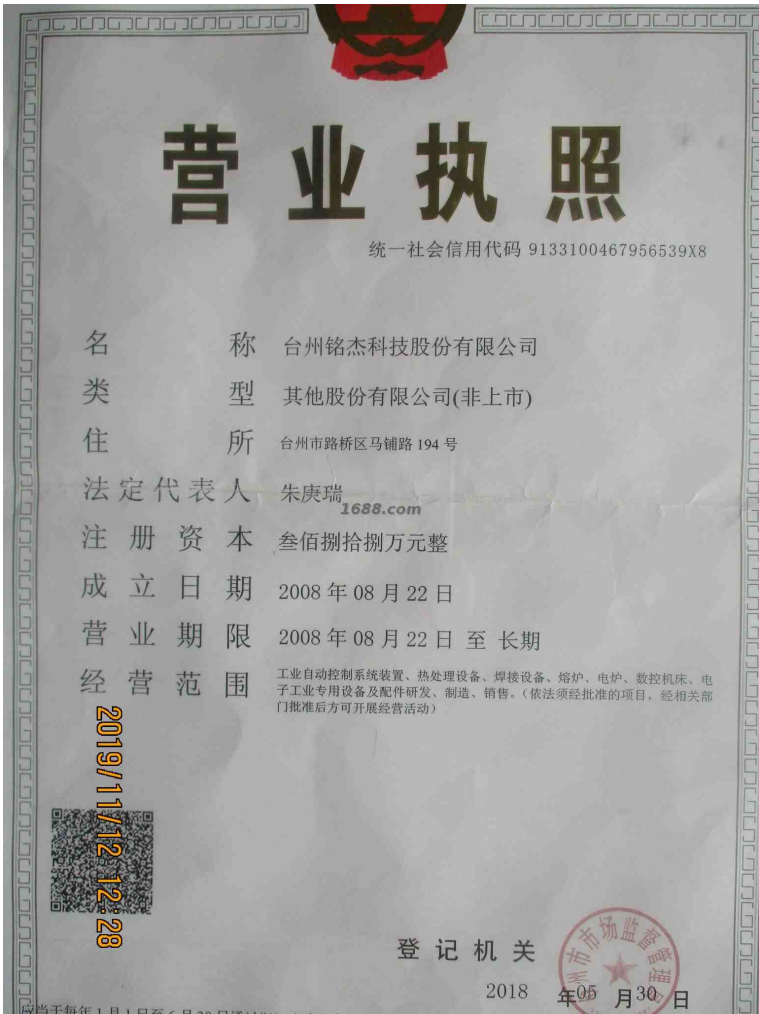 营业执照
统一社会信用代码 9133100467956539X8
名称 台州铭杰科技股份有限公司
类型 其他股份有限公司(非上市)
住所 台州市路桥区马铺路 194 号
法定代表人 朱庚瑞
1688.com
注册资本 叁佰捌拾捌万元整
成立日期 2008 年 08 月 22 日
营业期限 2008 年 08 月 22 日 至 长期
经营范围 工业自动控制系统装置、热处理设备、焊接设备、熔炉、电炉、数控机床、电
子工业专用设备及配件研发、制造、销售。（依法须经批准的项目，经相关部
门批准后方可开展经营活动）
2019/11/12 12:28
登记机关
州市市场监督管理
2018 年 05 月 30 日